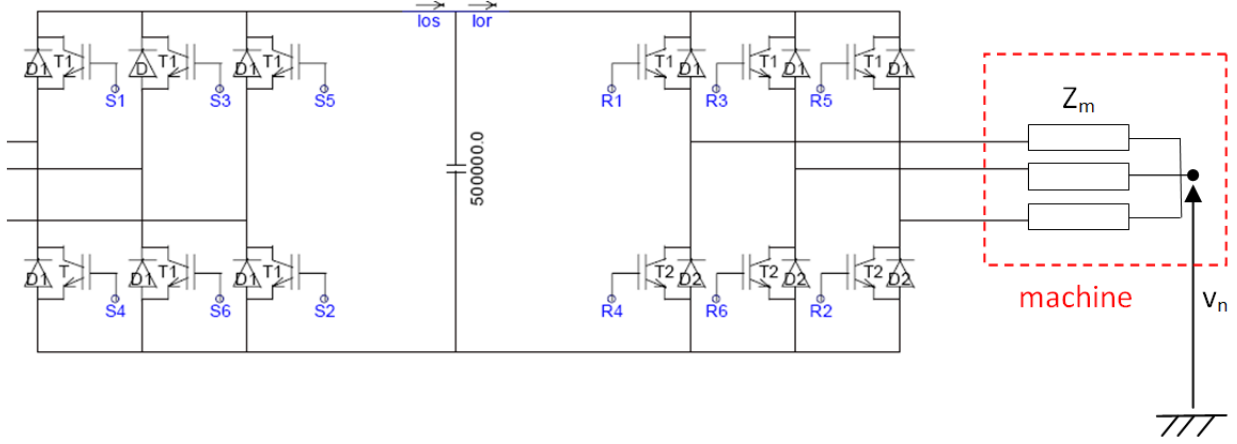 Ios Ior
D1 T1 D T1 D1 T1 T1 D1 T1 D1 T1 D1
S1 S3 S5 R1 R3 R5
Zm
500000.0
D1 T D1 T1 D1 T1 T2 D2 T2 D2 T2 D2
S4 S6 S2 R4 R6 R2
machine
vn